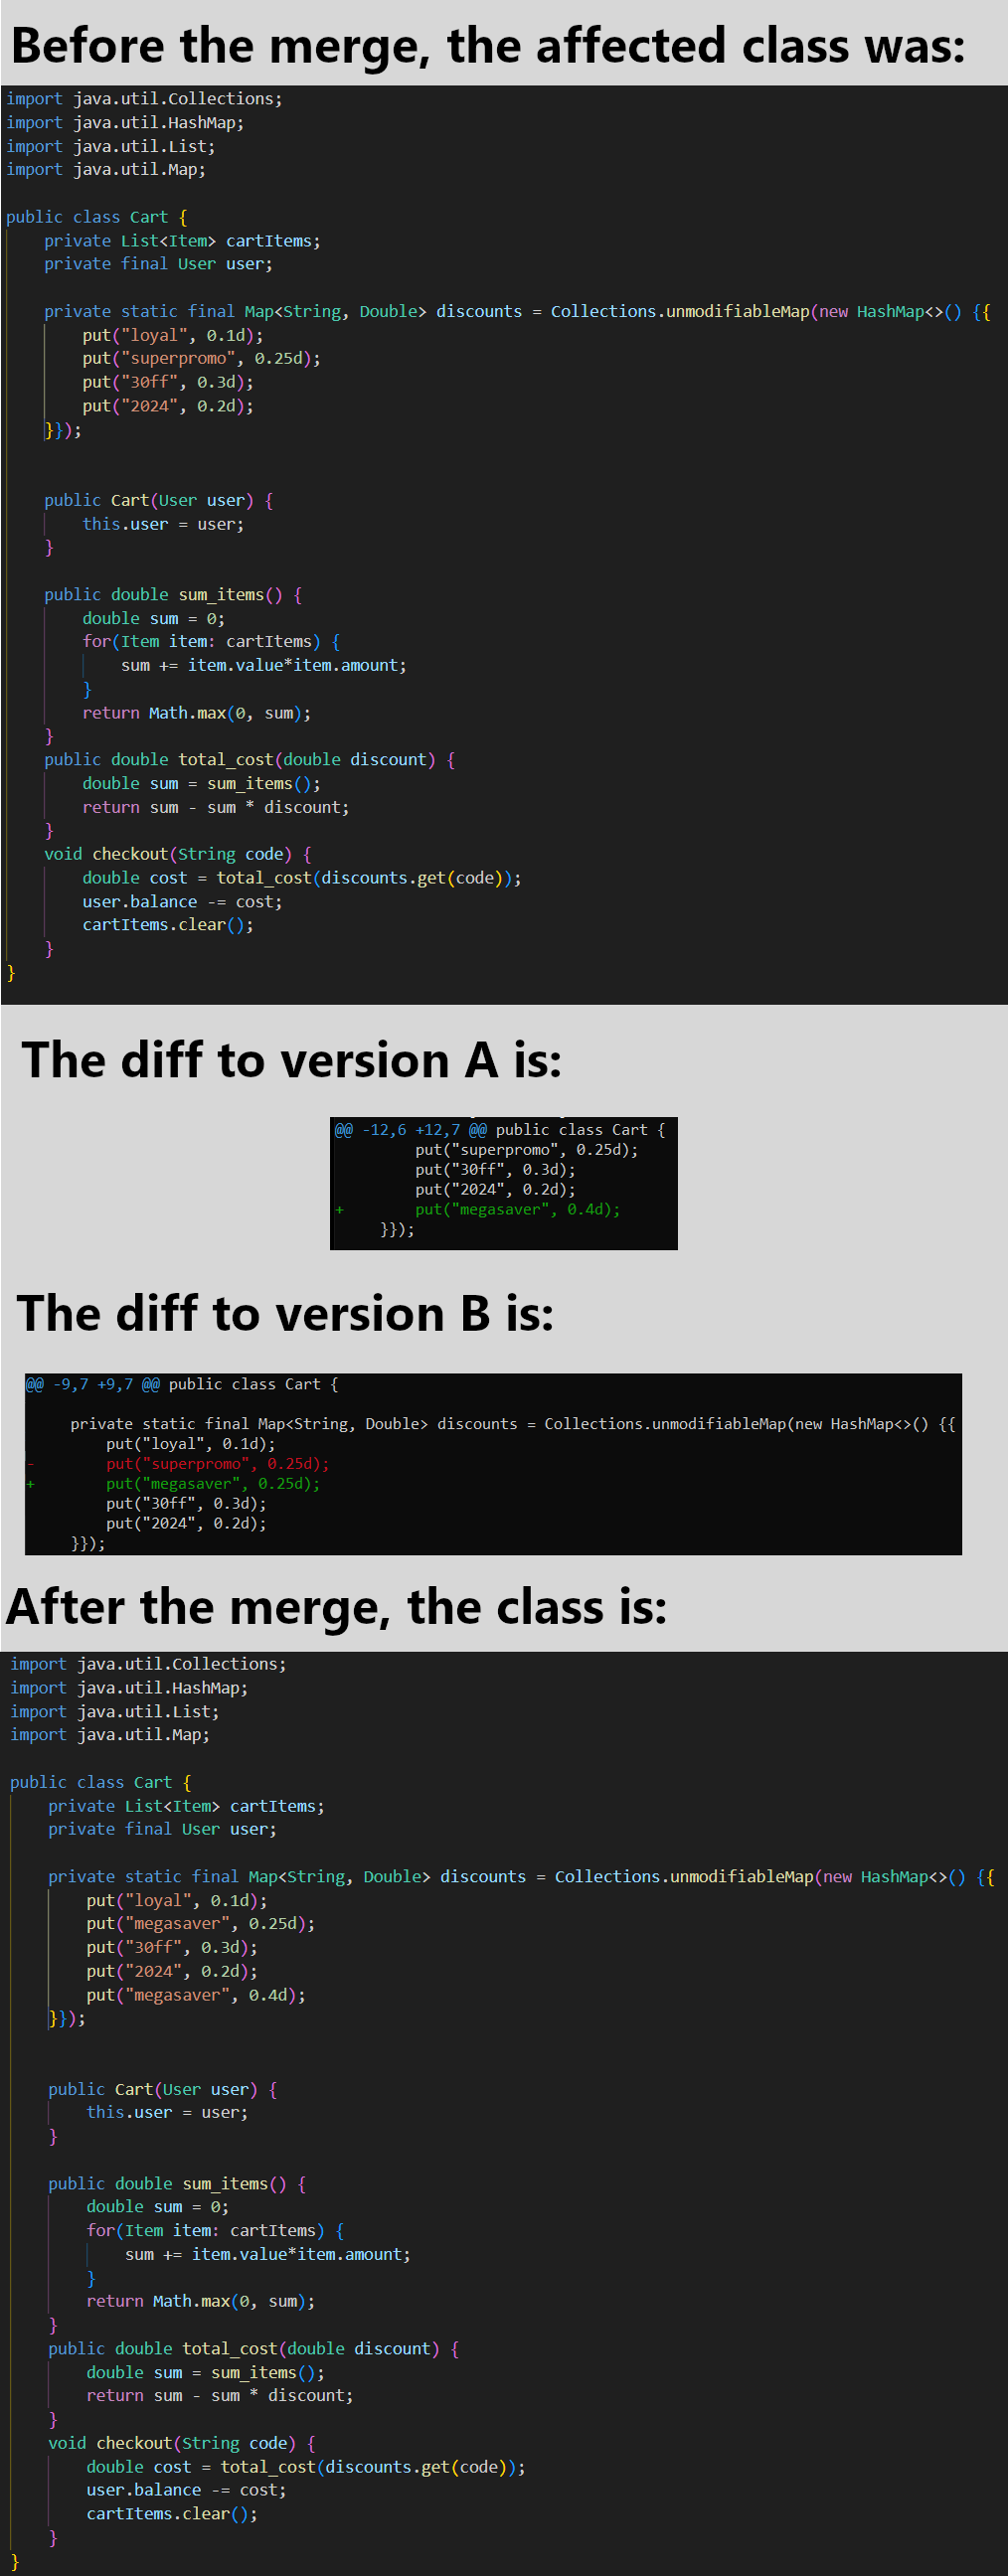 Before the merge, the affected class was:
import java.util.Collections;
import java.util.HashMap;
import java.util.List;
import java.util.Map;
public class Cart {
    private List<Item> cartItems;
    private final User user;
    private static final Map<String, Double> discounts = Collections.unmodifiableMap(new HashMap<>() {{
        put("loyal", 0.1d);
        put("superpromo", 0.25d);
        put("30ff", 0.3d);
        put("2024", 0.2d);
    }});
    public Cart(User user) {
        this.user = user;
    }
    public double sum_items() {
        double sum = 0;
        for(Item item: cartItems) {
            sum += item.value*item.amount;
        }
        return Math.max(0, sum);
    }
    public double total_cost(double discount) {
        double sum = sum_items();
        return sum - sum * discount;
    }
    void checkout(String code) {
        double cost = total_cost(discounts.get(code));
        user.balance -= cost;
        cartItems.clear();
    }
}
The diff to version A is:
@@ -12,6 +12,7 @@ public class Cart {
         put("superpromo", 0.25d);
         put("30ff", 0.3d);
         put("2024", 0.2d);
+        put("megasaver", 0.4d);
     }});
The diff to version B is:
@@ -9,7 +9,7 @@ public class Cart {
     private static final Map<String, Double> discounts = Collections.unmodifiableMap(new HashMap<>() {{
         put("loyal", 0.1d);
-        put("superpromo", 0.25d);
+        put("megasaver", 0.25d);
         put("30ff", 0.3d);
         put("2024", 0.2d);
     }});
After the merge, the class is:
import java.util.Collections;
import java.util.HashMap;
import java.util.List;
import java.util.Map;
public class Cart {
    private List<Item> cartItems;
    private final User user;
    private static final Map<String, Double> discounts = Collections.unmodifiableMap(new HashMap<>() {{
        put("loyal", 0.1d);
        put("megasaver", 0.25d);
        put("30ff", 0.3d);
        put("2024", 0.2d);
        put("megasaver", 0.4d);
    }});
    public Cart(User user) {
        this.user = user;
    }
    public double sum_items() {
        double sum = 0;
        for(Item item: cartItems) {
            sum += item.value*item.amount;
        }
        return Math.max(0, sum);
    }
    public double total_cost(double discount) {
        double sum = sum_items();
        return sum - sum * discount;
    }
    void checkout(String code) {
        double cost = total_cost(discounts.get(code));
        user.balance -= cost;
        cartItems.clear();
    }
}